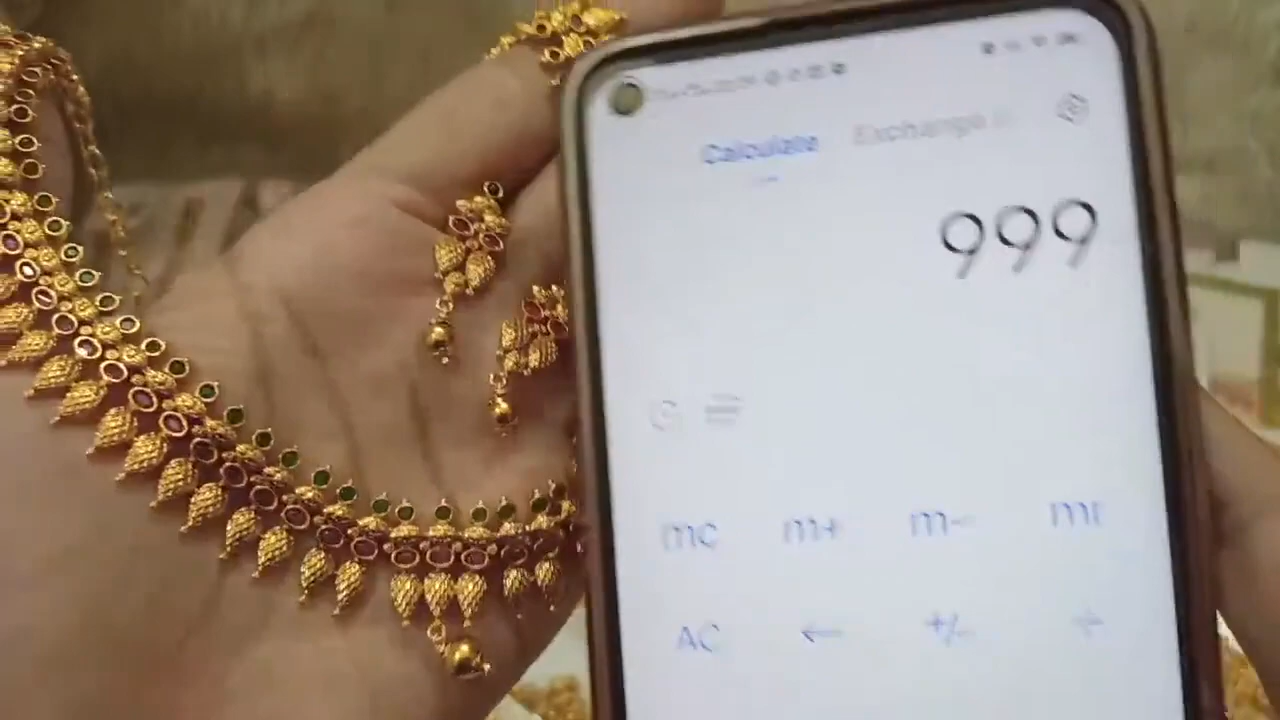 Calculate Exchange
999
mc m+ m- mr
AC ← +/- ÷